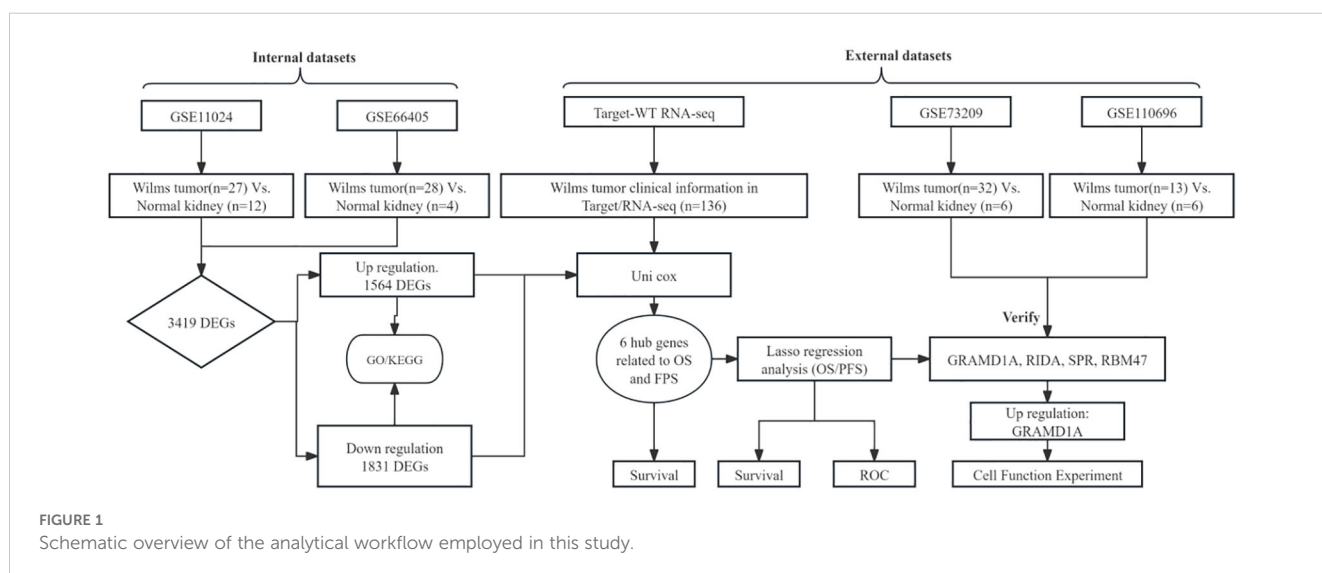 Internal datasets
External datasets
GSE11024
GSE66405
Target-WT RNA-seq
GSE73209
GSE110696
Wilms tumor(n=27) Vs.
Normal kidney (n=12)
Wilms tumor(n=28) Vs.
Normal kidney (n=4)
Wilms tumor clinical information in
Target/RNA-seq (n=136)
Wilms tumor(n=32) Vs.
Normal kidney (n=6)
Wilms tumor(n=13) Vs.
Normal kidney (n=6)
3419 DEGs
Up regulation.
1564 DEGs
GO/KEGG
Down regulation
1831 DEGs
Uni cox
6 hub genes
related to OS
and FPS
Survival
Lasso regression
analysis (OS/PFS)
Survival
ROC
Verify
GRAMD1A, RIDA, SPR, RBM47
Up regulation:
GRAMD1A
Cell Function Experiment
FIGURE 1
Schematic overview of the analytical workflow employed in this study.